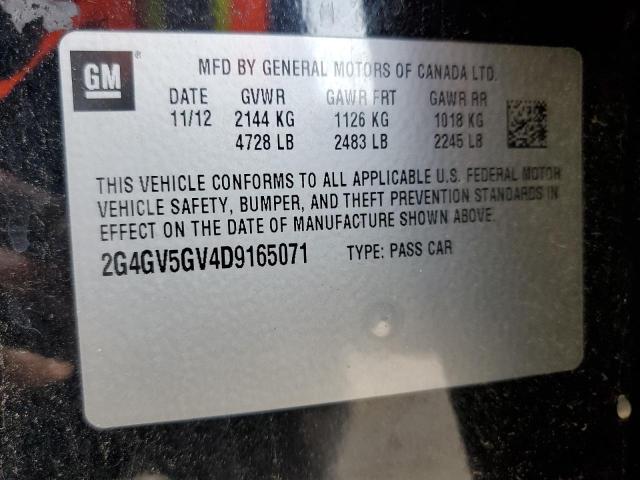 GM
MFD BY GENERAL MOTORS OF CANADA LTD.
DATE GVWR GAWR FRT GAWR RR
11/12 2144 KG 1126 KG 1018 KG
4728 LB 2483 LB 2245 LB
THIS VEHICLE CONFORMS TO ALL APPLICABLE U.S. FEDERAL MOTOR
VEHICLE SAFETY, BUMPER, AND THEFT PREVENTION STANDARDS IN
EFFECT ON THE DATE OF MANUFACTURE SHOWN ABOVE.
2G4GV5GV4D9165071 TYPE: PASS CAR